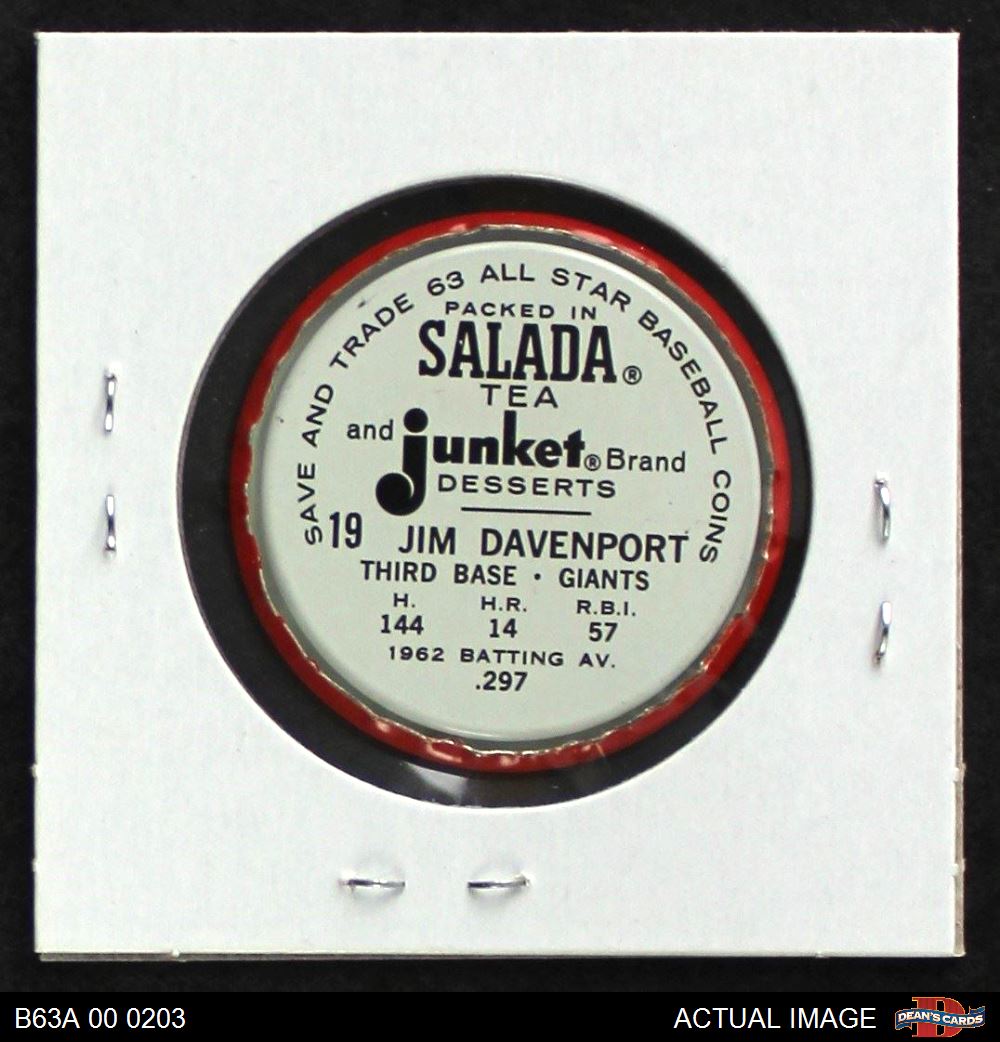 SAVE AND TRADE 63 ALL STAR BASEBALL COINS
PACKED IN
SALADA®
TEA
and junket® Brand
DESSERTS
19 JIM DAVENPORT
THIRD BASE · GIANTS
H. H.R. R.B.I.
144 14 57
1962 BATTING AV.
.297
B63A 00 0203
ACTUAL IMAGE
DEAN'S CARDS